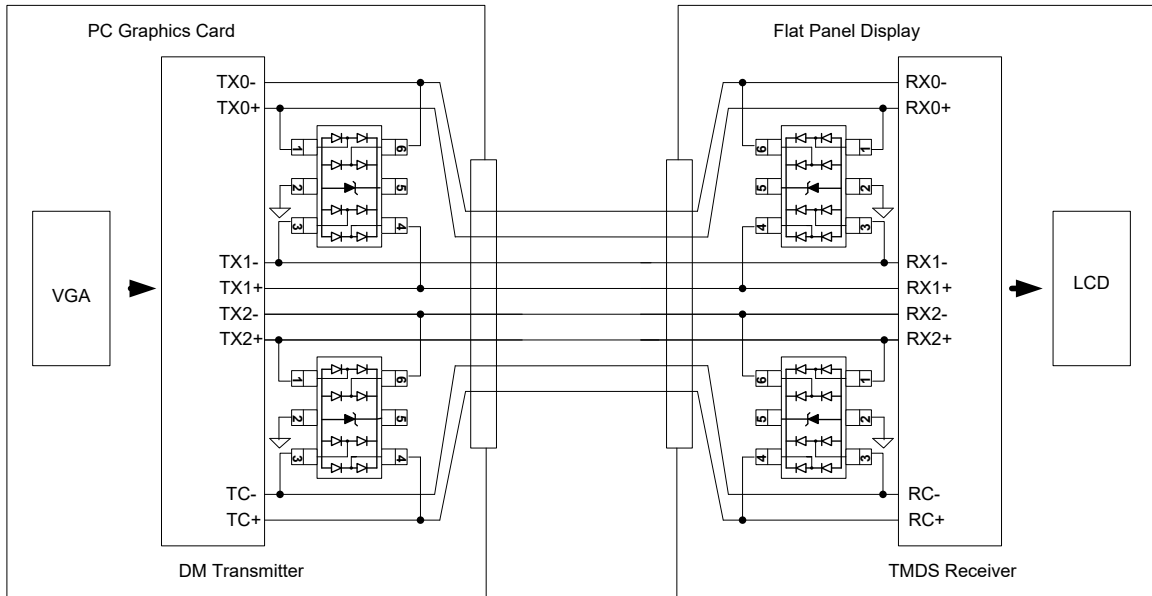 PC Graphics Card
Flat Panel Display
TX0-
TX0+
1
6
2
5
3
4
TX1-
TX1+
TX2-
TX2+
1
6
2
5
3
4
TC-
TC+
DM Transmitter
VGA
RX0-
RX0+
6
1
5
2
4
3
RX1-
RX1+
RX2-
RX2+
6
1
5
2
4
3
RC-
RC+
TMDS Receiver
LCD